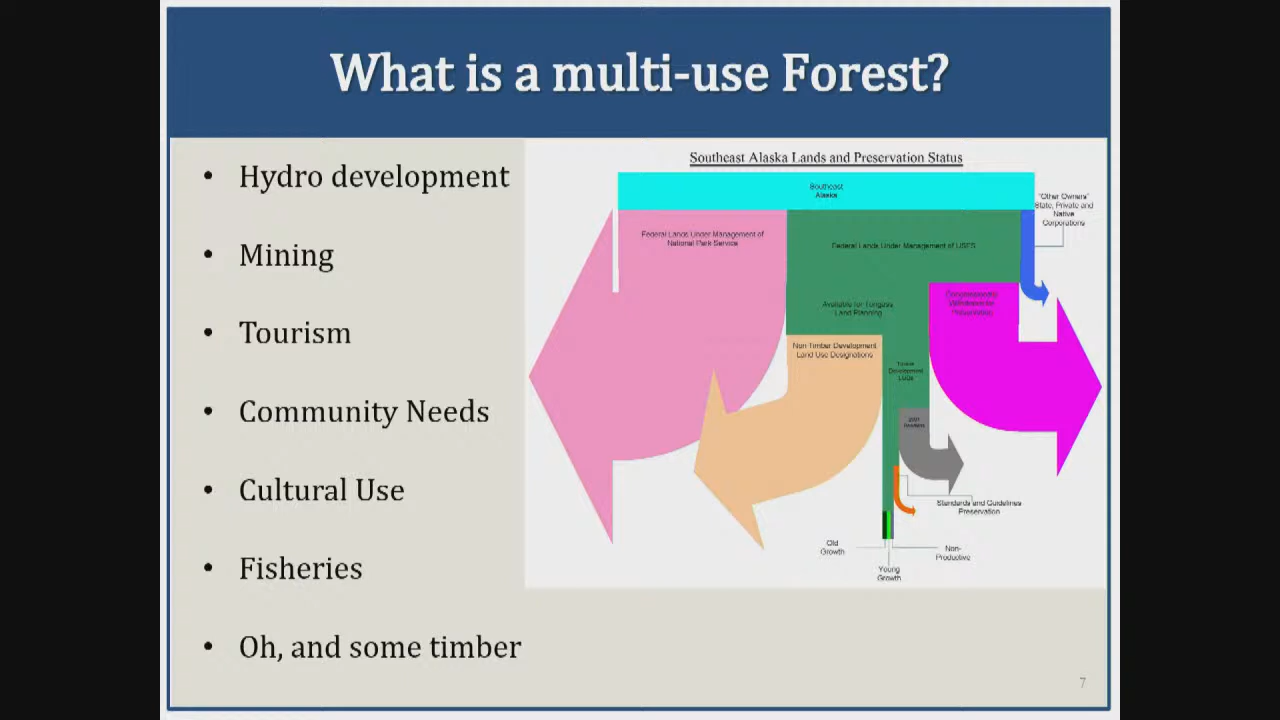 What is a multi-use Forest?
• Hydro development
• Mining
• Tourism
• Community Needs
• Cultural Use
• Fisheries
• Oh, and some timber
Southeast Alaska Lands and Preservation Status
Southeast
Alaska
"Other Owners"
State, Private and
Native
Corporations
Federal Lands Under Management of
National Park Service
Federal Lands Under Management of USFS
Available for Tongass
Land Planning
Congressionally
Withdrawn for
Preservation
Non Timber Development
Land Use Designations
Timber
Development
LUDs
2001
Standards and Guidelines
Preservation
Old
Growth
Young
Growth
Non-
Productive
7